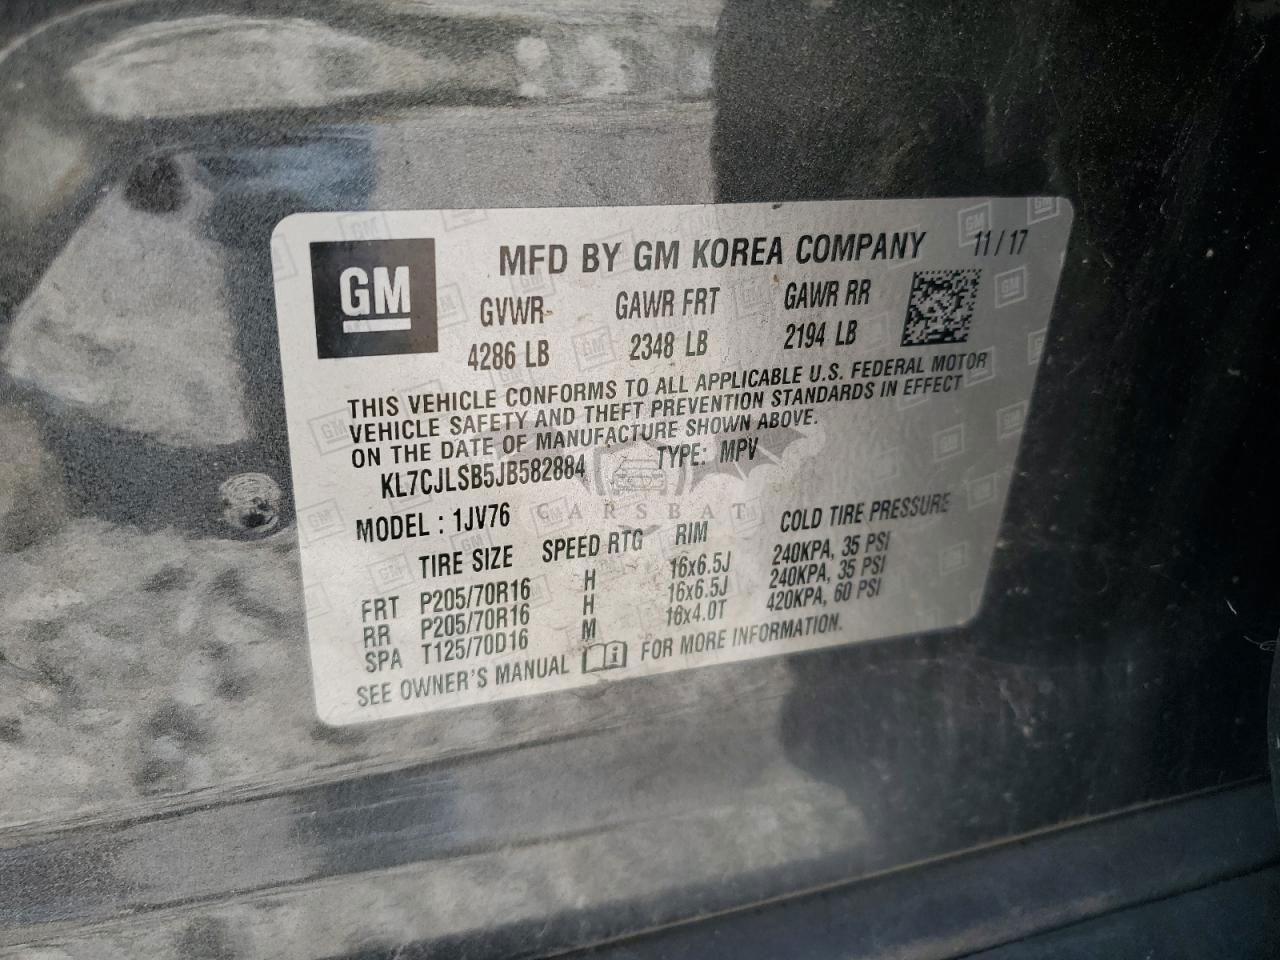 GM
MFD BY GM KOREA COMPANY 11/17
GVWR GAWR FRT GAWR RR
4286 LB 2348 LB 2194 LB
THIS VEHICLE CONFORMS TO ALL APPLICABLE U.S. FEDERAL MOTOR
VEHICLE SAFETY AND THEFT PREVENTION STANDARDS IN EFFECT
ON THE DATE OF MANUFACTURE SHOWN ABOVE.
KL7CJLSB5JB582884 TYPE: MPV
CARSBAT
MODEL : 1JV76
TIRE SIZE SPEED RTG RIM COLD TIRE PRESSURE
FRT P205/70R16 H 16x6.5J 240KPA, 35 PSI
RR P205/70R16 H 16x6.5J 240KPA, 35 PSI
SPA T125/70D16 M 16x4.0T 420KPA, 60 PSI
SEE OWNER'S MANUAL i FOR MORE INFORMATION.